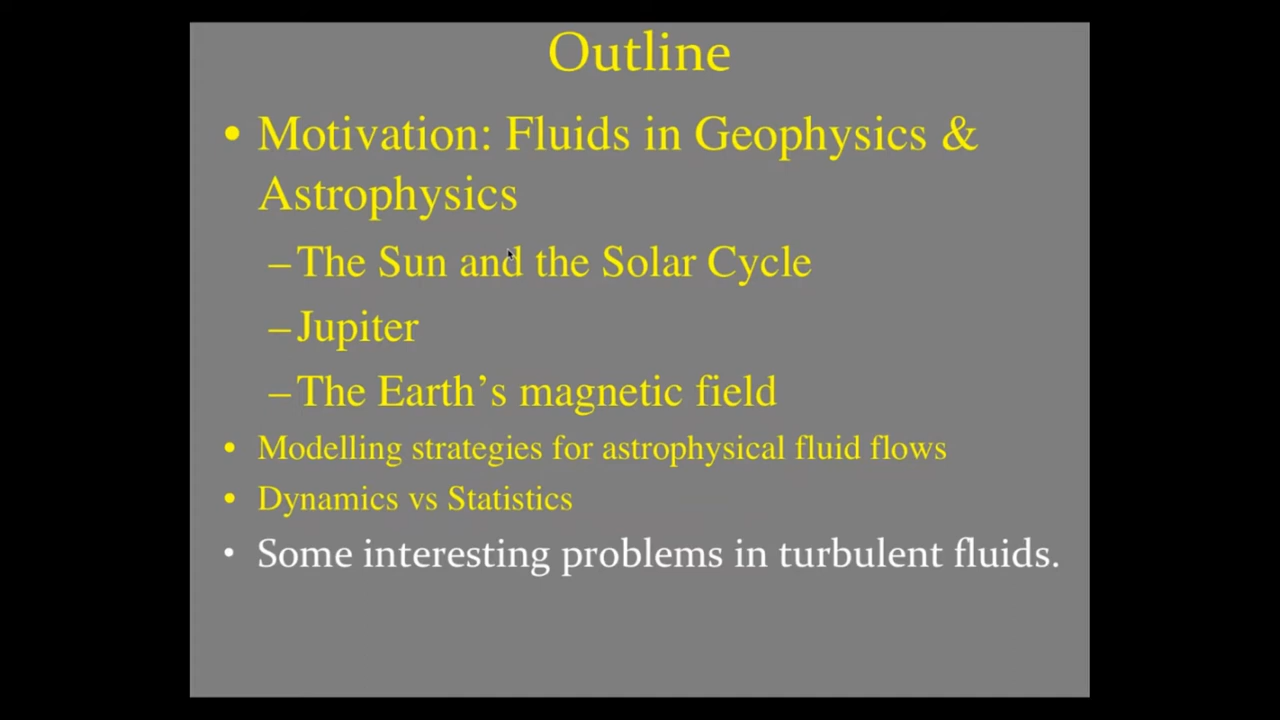 Outline
• Motivation: Fluids in Geophysics &
Astrophysics
–The Sun and the Solar Cycle
–Jupiter
–The Earth’s magnetic field
• Modelling strategies for astrophysical fluid flows
• Dynamics vs Statistics
• Some interesting problems in turbulent fluids.